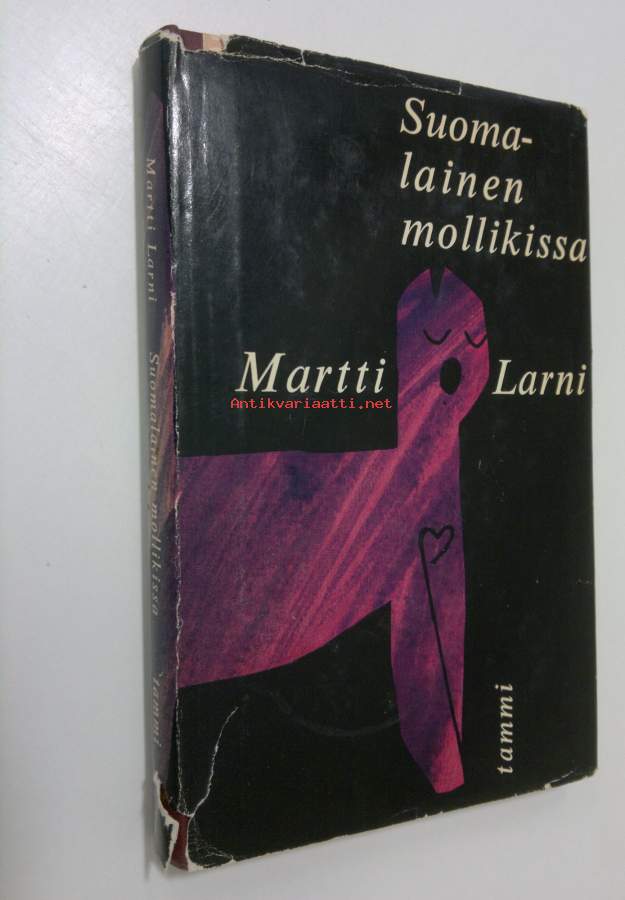 Suoma-
lainen
mollikissa
Martti Larni
Antikvariaatti.net
tammi
Martti Larni Suomalainen mollikissa Tammi